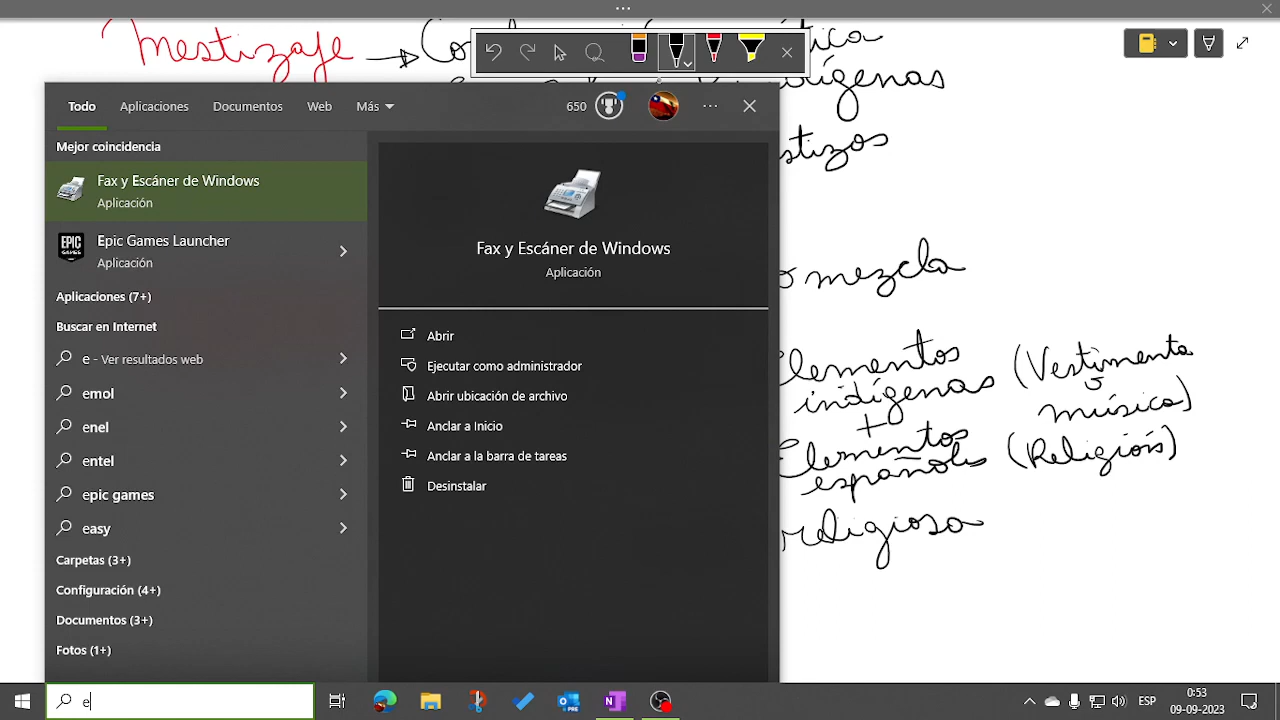 Mestizaje
tica
indígenas
stizos
mezcla
Elementos
indígenas
(Vestimenta
música)
+
Elementos
españoles
(Religión)
religioso
Todo Aplicaciones Documentos Web Más 650
Mejor coincidencia
Fax y Escáner de Windows
Aplicación
EPIC GAMES
Epic Games Launcher
Aplicación
Aplicaciones (7+)
Buscar en Internet
e - Ver resultados web
emol
enel
entel
epic games
easy
Carpetas (3+)
Configuración (4+)
Documentos (3+)
Fotos (1+)
Fax y Escáner de Windows
Aplicación
Abrir
Ejecutar como administrador
Abrir ubicación de archivo
Anclar a Inicio
Anclar a la barra de tareas
Desinstalar
e
ESP
0:53
09-09-2023